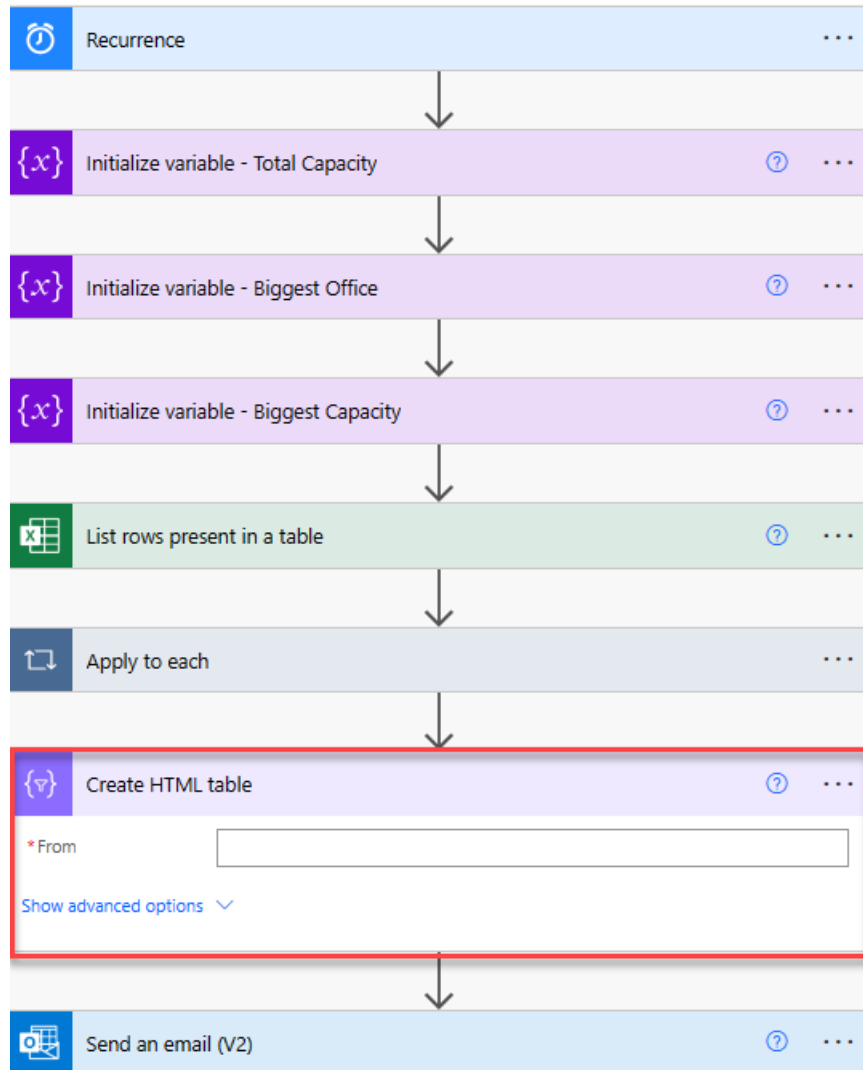 Recurrence
{x} Initialize variable - Total Capacity
{x} Initialize variable - Biggest Office
{x} Initialize variable - Biggest Capacity
List rows present in a table
Apply to each
Create HTML table
* From
Show advanced options
Send an email (V2)